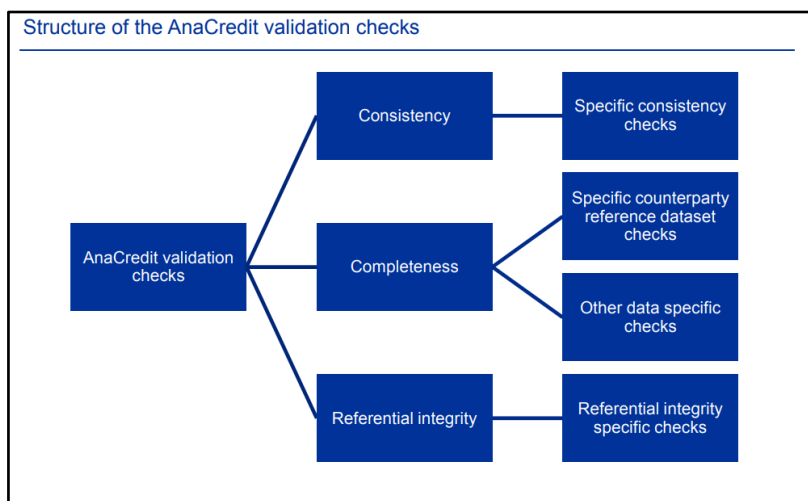 Structure of the AnaCredit validation checks
Consistency
Specific consistency
checks
Specific counterparty
reference dataset
checks
AnaCredit validation
checks
Completeness
Other data specific
checks
Referential integrity
Referential integrity
specific checks